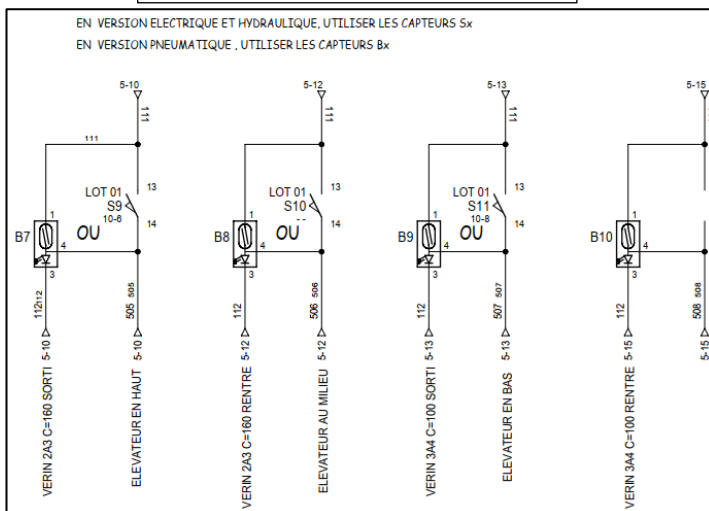 EN VERSION ELECTRIQUE ET HYDRAULIQUE, UTILISER LES CAPTEURS Sx
EN VERSION PNEUMATIQUE , UTILISER LES CAPTEURS Bx
5-10
5-12
5-13
5-15
111
111
111
111
LOT 01
S9
10-6
13
14
OU
B7
1
4
3
LOT 01
S10
--
13
14
OU
B8
1
4
3
LOT 01
S11
10-8
13
14
OU
B9
1
4
3
B10
1
4
3
112
112
505
505
112
506
506
112
507
507
112
508
508
5-10
5-10
5-12
5-12
5-13
5-13
5-15
5-15
VERIN 2A3 C=160 SORTI
ELEVATEUR EN HAUT
VERIN 2A3 C=160 RENTRE
ELEVATEUR AU MILIEU
VERIN 3A4 C=100 SORTI
ELEVATEUR EN BAS
VERIN 3A4 C=100 RENTRE